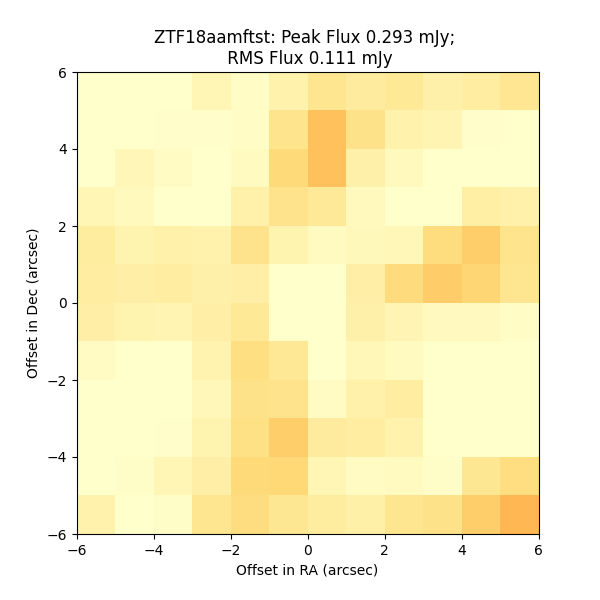 ZTF18aamftst: Peak Flux 0.293 mJy;
RMS Flux 0.111 mJy
6
4
2
0
−2
−4
−6
Offset in Dec (arcsec)
−6 −4 −2 0 2 4 6
Offset in RA (arcsec)